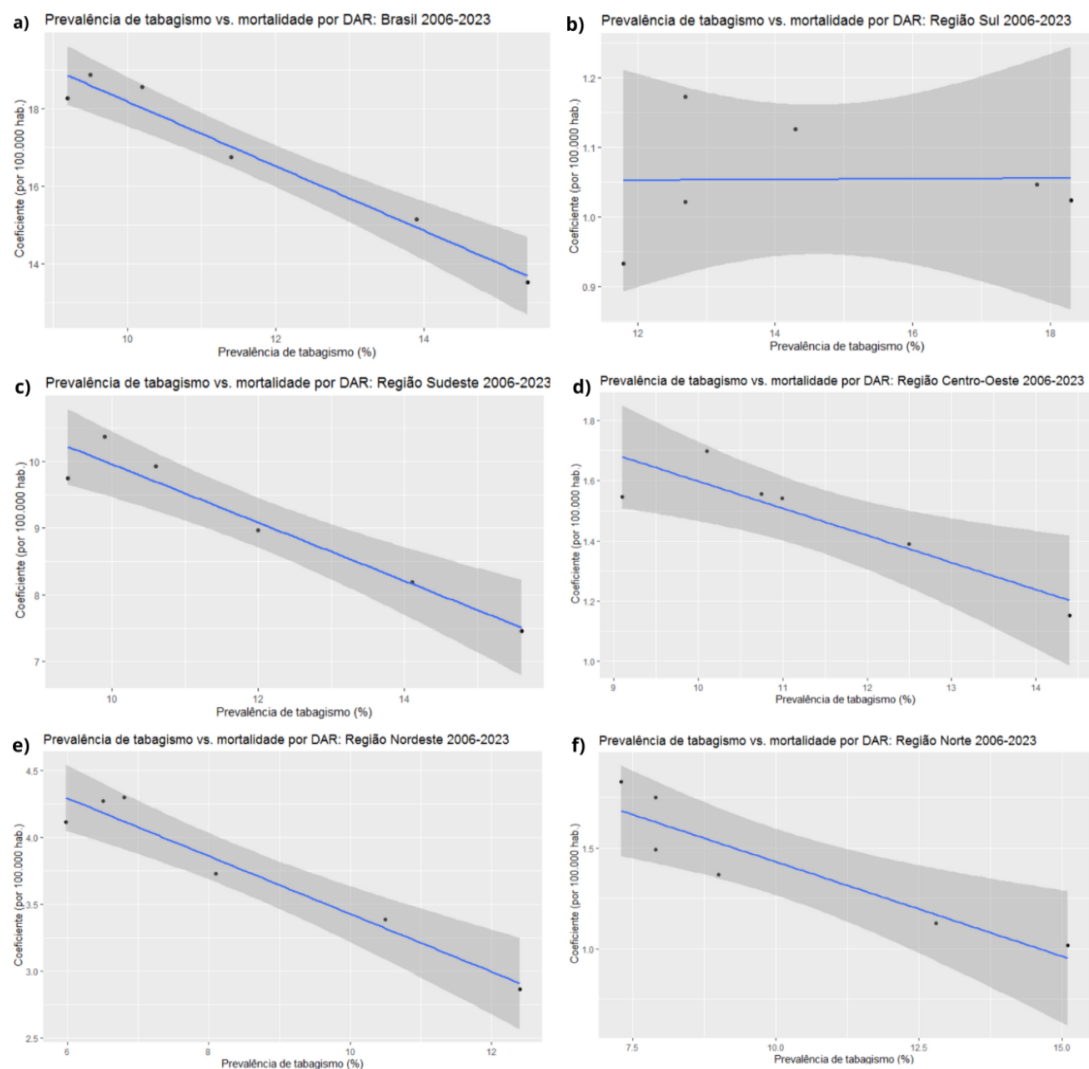 a) Prevalência de tabagismo vs. mortalidade por DAR: Brasil 2006-2023
Coeficiente (por 100.000 hab.)
18
16
14
10
12
14
Prevalência de tabagismo (%)
b) Prevalência de tabagismo vs. mortalidade por DAR: Região Sul 2006-2023
Coeficiente (por 100.000 hab.)
1.2
1.1
1.0
0.9
12
14
16
18
Prevalência de tabagismo (%)
c) Prevalência de tabagismo vs. mortalidade por DAR: Região Sudeste 2006-2023
Coeficiente (por 100.000 hab.)
10
9
8
7
10
12
14
Prevalência de tabagismo (%)
d) Prevalência de tabagismo vs. mortalidade por DAR: Região Centro-Oeste 2006-2023
Coeficiente (por 100.000 hab.)
1.8
1.6
1.4
1.2
1.0
9
10
11
12
13
14
Prevalência de tabagismo (%)
e) Prevalência de tabagismo vs. mortalidade por DAR: Região Nordeste 2006-2023
Coeficiente (por 100.000 hab.)
4.5
4.0
3.5
3.0
2.5
6
8
10
12
Prevalência de tabagismo (%)
f) Prevalência de tabagismo vs. mortalidade por DAR: Região Norte 2006-2023
Coeficiente (por 100.000 hab.)
1.5
1.0
7.5
10.0
12.5
15.0
Prevalência de tabagismo (%)